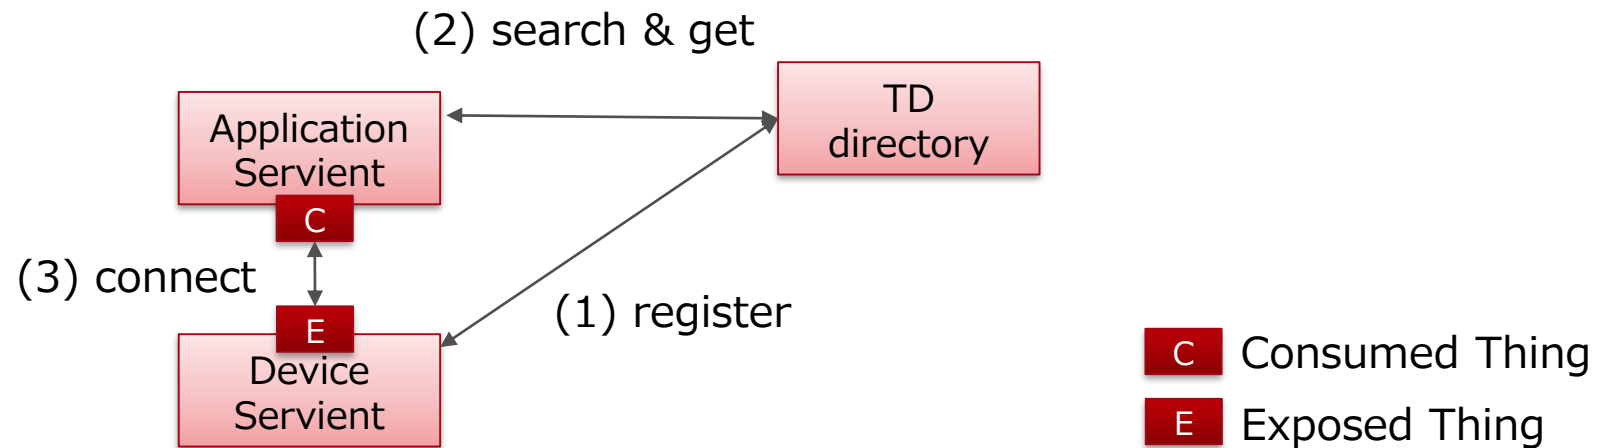 (2) search & get
TD
directory
Application
Servient
C
(3) connect
(1) register
E
Device
Servient
C Consumed Thing
E Exposed Thing